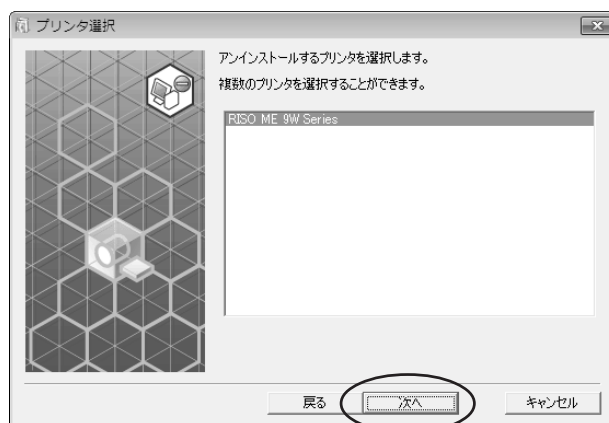 プリンタ選択
アンインストールするプリンタを選択します。
複数のプリンタを選択することができます。
RISO ME 9W Series
戻る
次へ
キャンセル